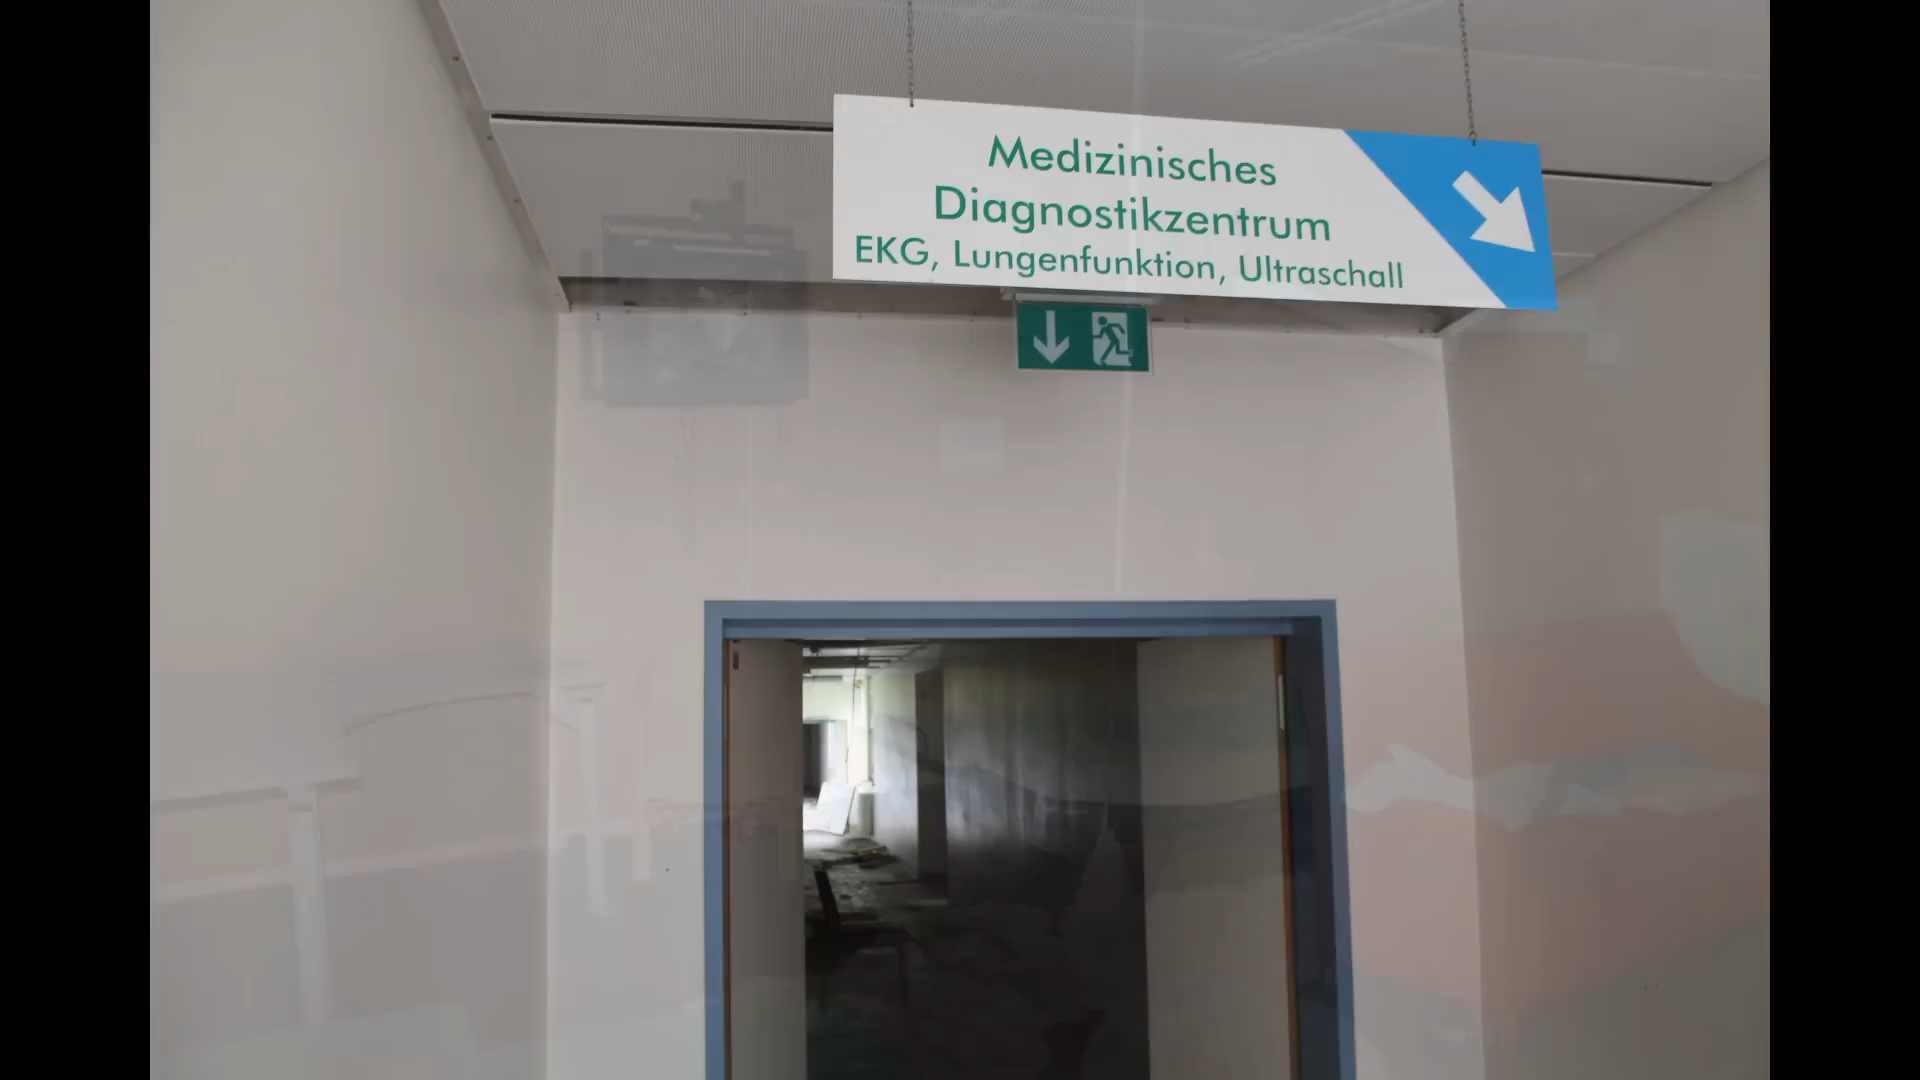 Medizinisches
Diagnostikzentrum
EKG, Lungenfunktion, Ultraschall